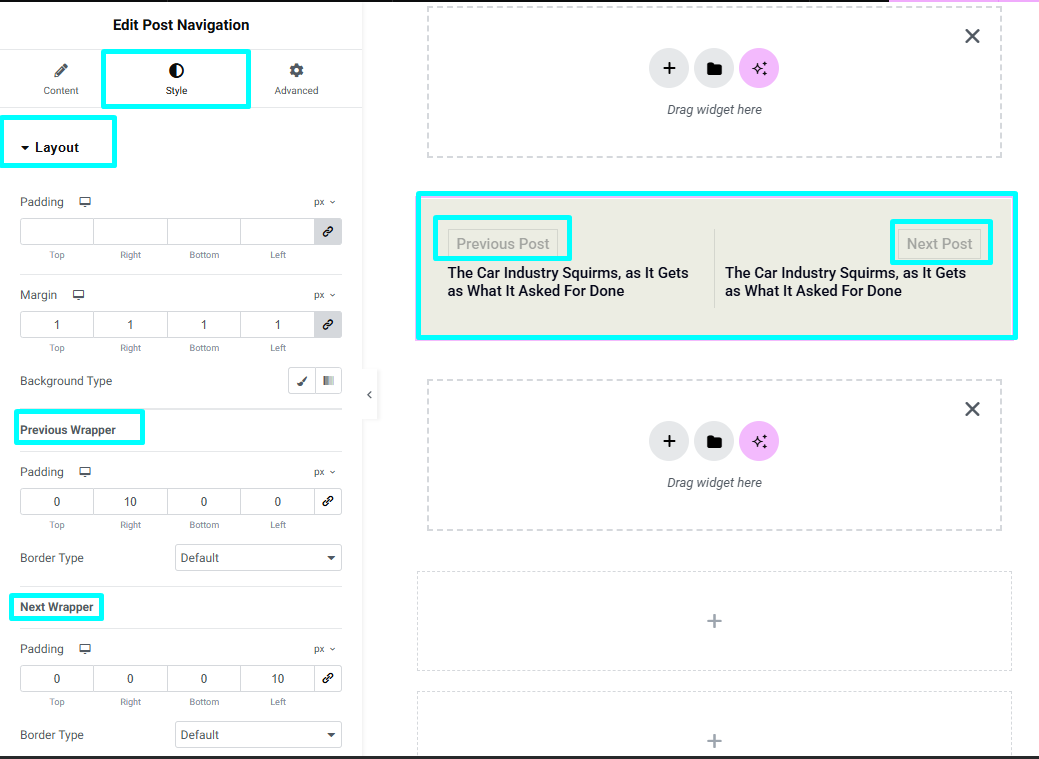 Edit Post Navigation
Content
Style
Advanced
Layout
Padding
px
Top Right Bottom Left
Margin
px
1 1 1 1
Top Right Bottom Left
Background Type
Previous Wrapper
Padding
px
0 10 0 0
Top Right Bottom Left
Border Type
Default
Next Wrapper
Padding
px
0 0 0 10
Top Right Bottom Left
Border Type
Default
Drag widget here
Previous Post
The Car Industry Squirms, as It Gets
as What It Asked For Done
Next Post
The Car Industry Squirms, as It Gets
as What It Asked For Done
Drag widget here